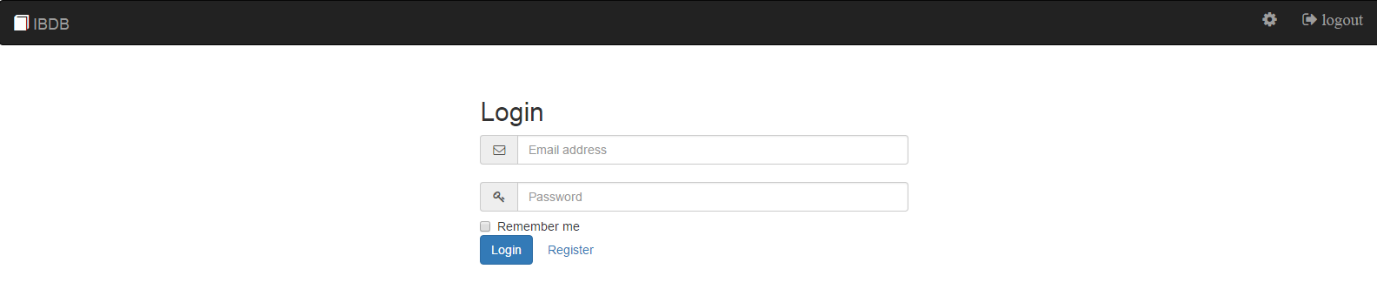 IBDB
logout
Login
Email address
Password
Remember me
Login Register